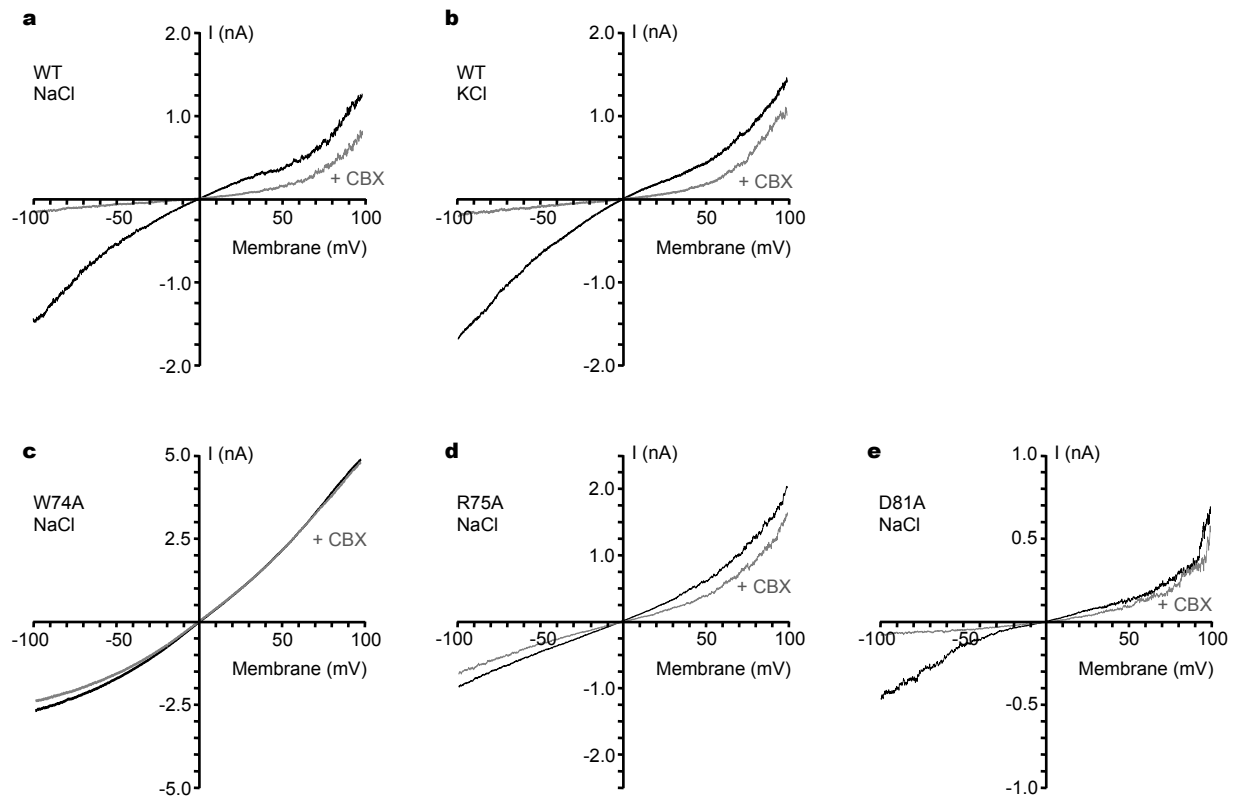 a
2.0
I (nA)
WT
NaCl
1.0
+ CBX
-100
-50
50
100
Membrane (mV)
-1.0
-2.0
b
2.0
I (nA)
WT
KCl
1.0
+ CBX
-100
-50
50
100
Membrane (mV)
-1.0
-2.0
c
5.0
I (nA)
W74A
NaCl
2.5
+ CBX
-100
-50
50
100
Membrane (mV)
-2.5
-5.0
d
I (nA)
2.0
R75A
NaCl
1.0
+ CBX
-100
-50
50
100
Membrane (mV)
-1.0
-2.0
e
1.0
I (nA)
D81A
NaCl
0.5
+ CBX
-100
-50
50
100
Membrane (mV)
-0.5
-1.0